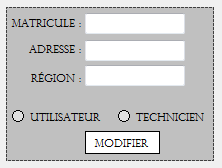 MATRICULE :
ADRESSE :
RÉGION :
UTILISATEUR TECHNICIEN
MODIFIER